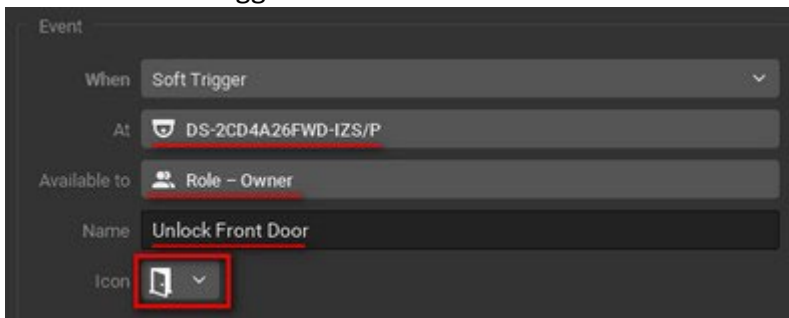 Event
When Soft Trigger
At DS-2CD4A26FWD-IZS/P
Available to Role – Owner
Name Unlock Front Door
Icon